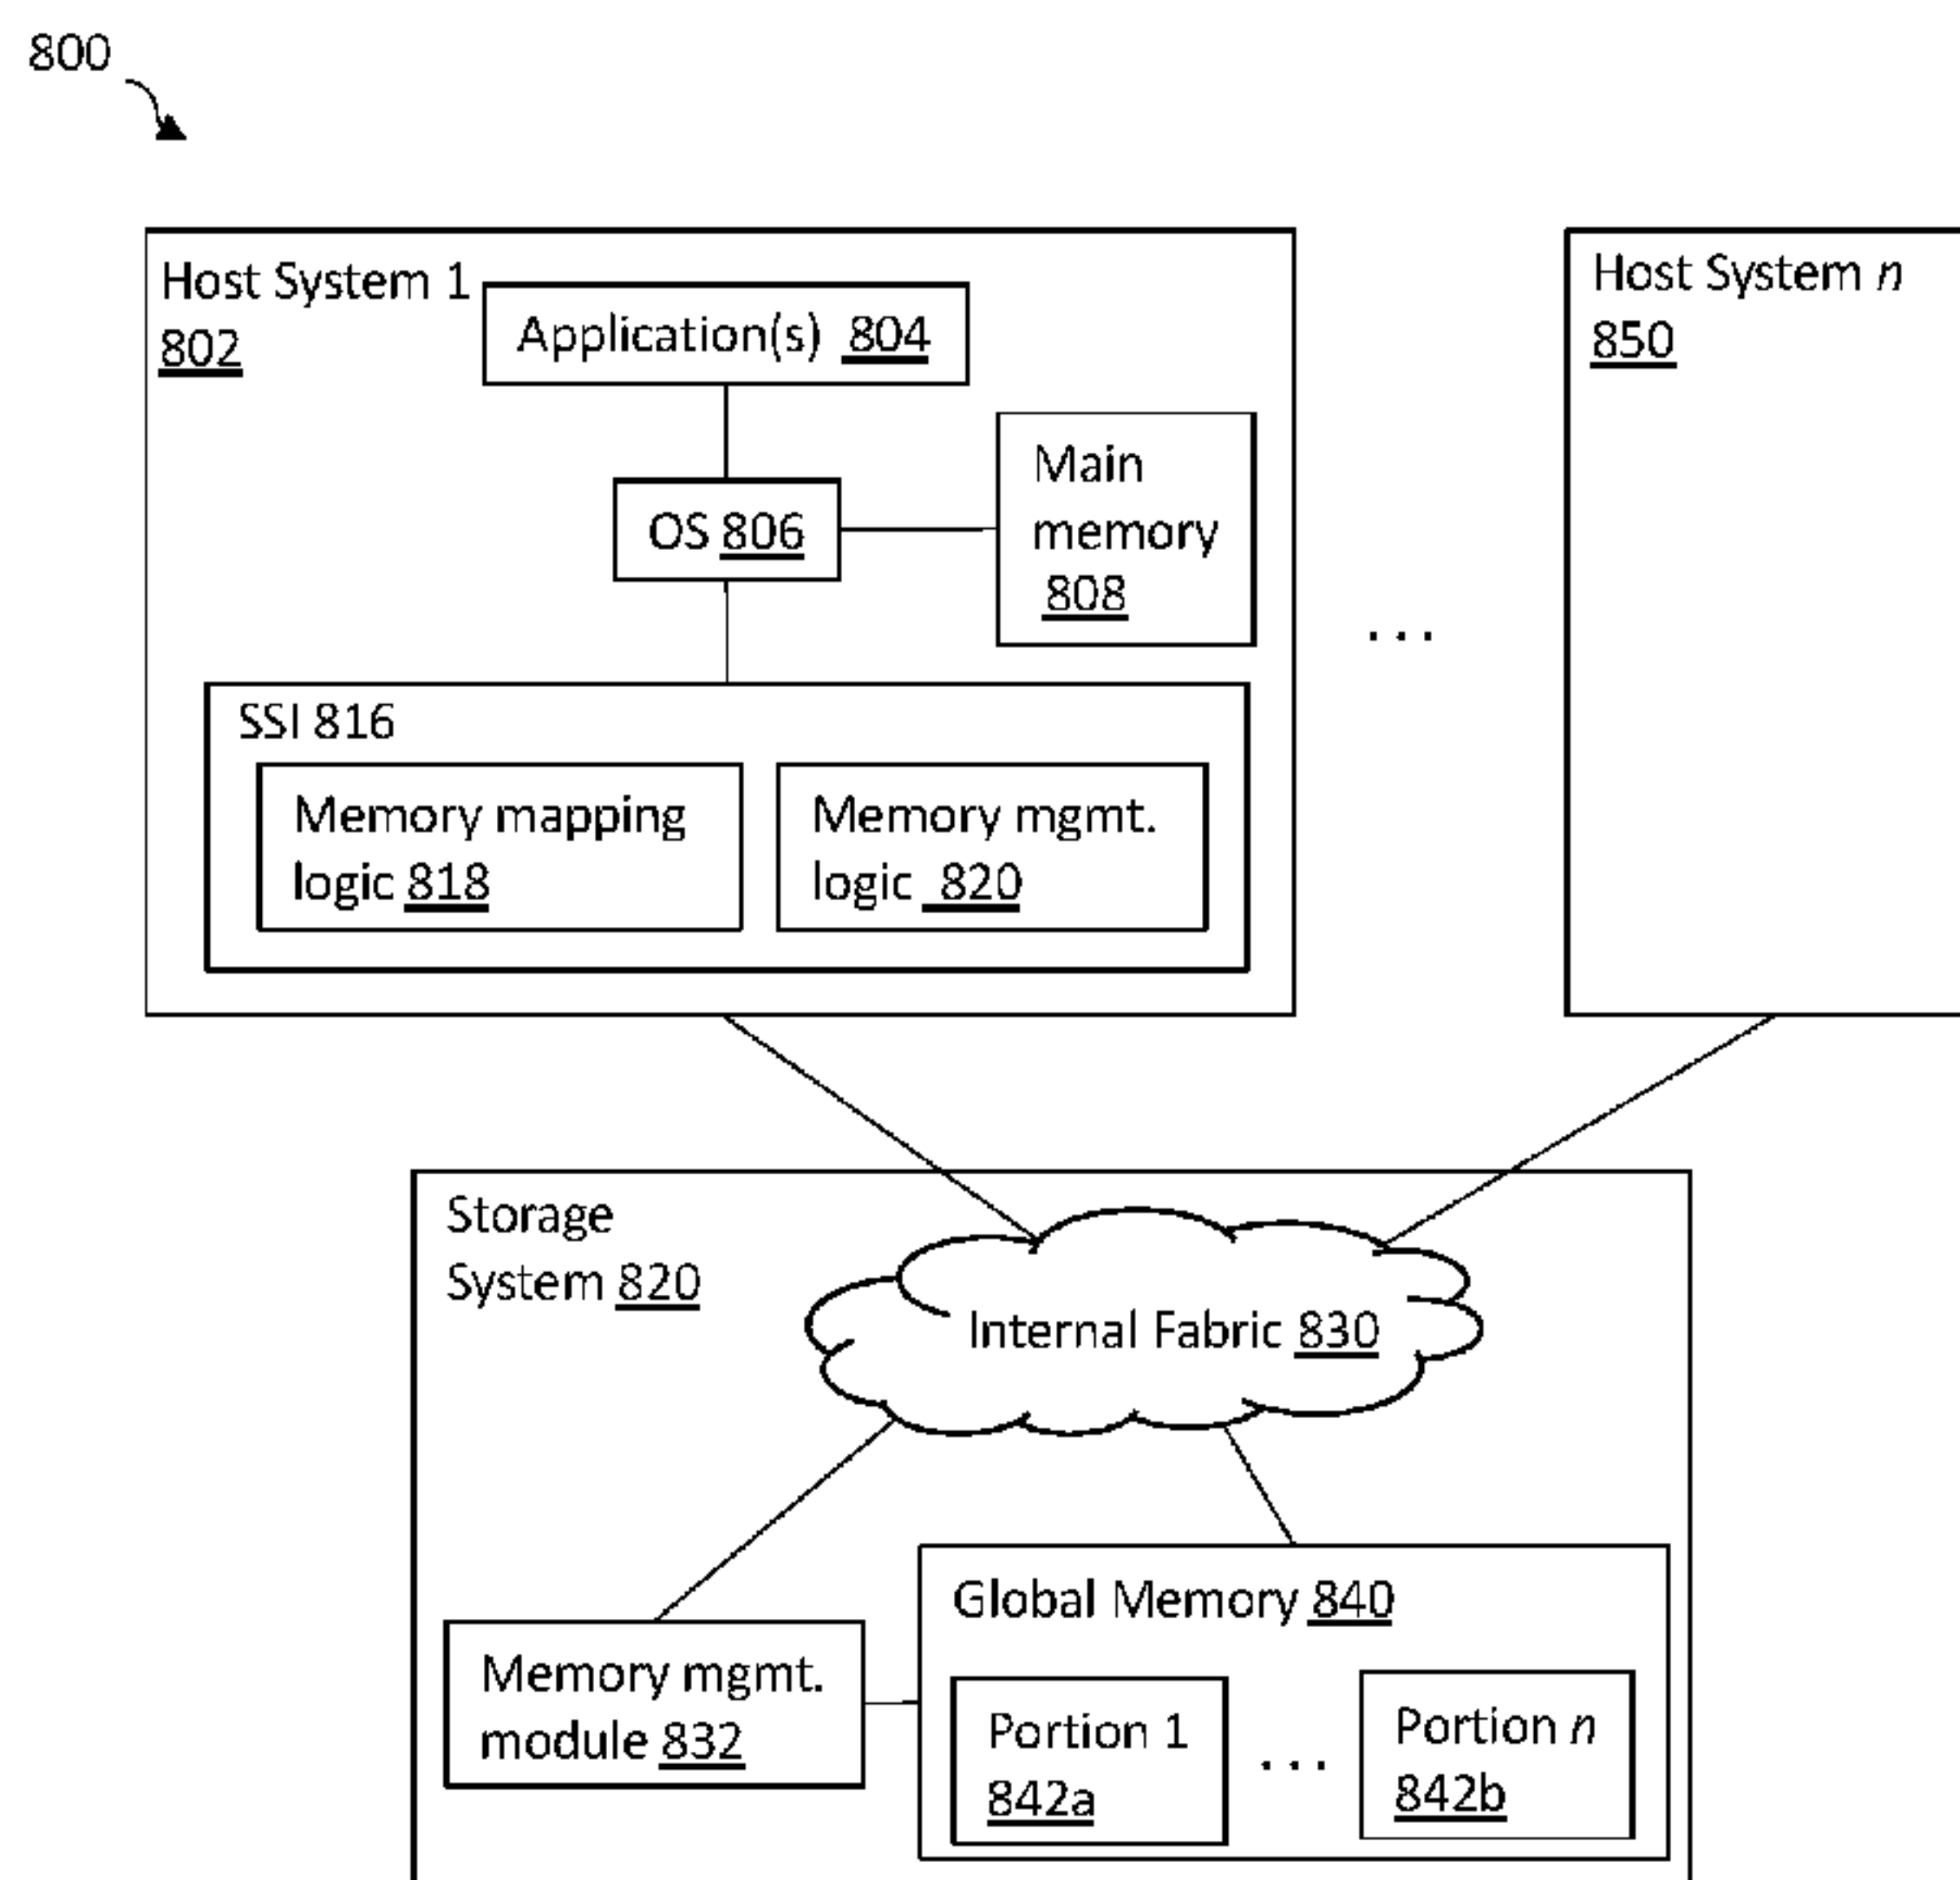 800
Host System 1
802
Application(s) 804
OS 806
Main
memory
808
SSI 816
Memory mapping
logic 818
Memory mgmt.
logic 820
...
Host System n
850
Storage
System 820
Internal Fabric 830
Memory mgmt.
module 832
Global Memory 840
Portion 1
842a
...
Portion n
842b